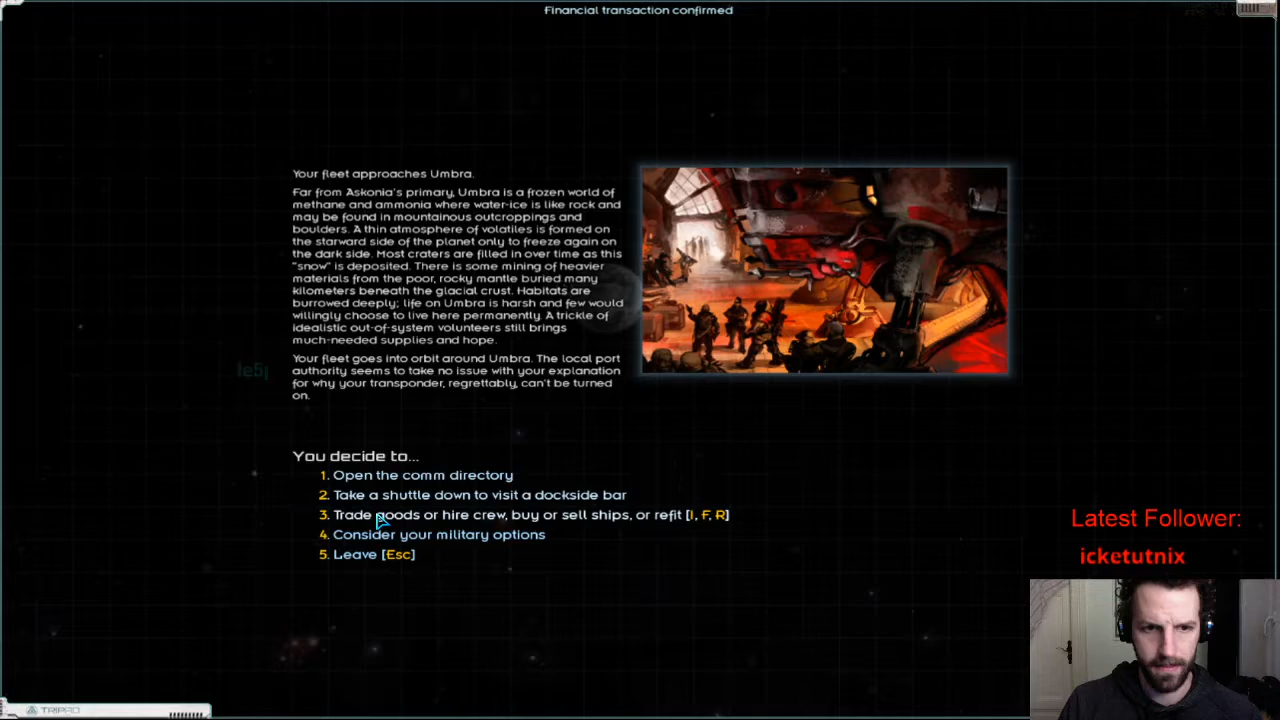 Financial transaction confirmed
Your fleet approaches Umbra.
Far from Askonia's primary, Umbra is a frozen world of
methane and ammonia where water-ice is like rock and
may be found in mountainous outcroppings and
boulders. A thin atmosphere of volatiles is formed on
the starward side of the planet only to freeze again on
the dark side. Most craters are filled in over time as this
"snow" is deposited. There is some mining of heavier
materials from the poor, rocky mantle buried many
kilometers beneath the glacial crust. Habitats are
burrowed deeply; life on Umbra is harsh and few would
willingly choose to live here permanently. A trickle of
idealistic out-of-system volunteers still brings
much-needed supplies and hope.
Your fleet goes into orbit around Umbra. The local port
authority seems to take no issue with your explanation
for why your transponder, regrettably, can't be turned
on.
You decide to...
1. Open the comm directory
2. Take a shuttle down to visit a dockside bar
3. Trade goods or hire crew, buy or sell ships, or refit [I, F, R]
4. Consider your military options
5. Leave [Esc]
Latest Follower:
icketutnix
TRIPAD